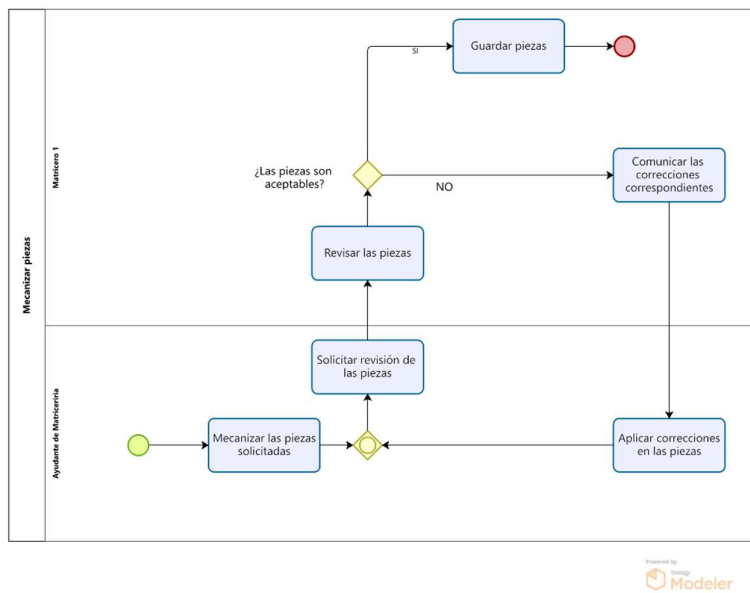 Mecanizar piezas
Matricero 1
Guardar piezas
SI
¿Las piezas son
aceptables?
NO
Comunicar las
correcciones
correspondientes
Revisar las piezas
Ayudante de Matriceriria
Solicitar revisión de
las piezas
Mecanizar las piezas
solicitadas
Aplicar correcciones
en las piezas
Powered by
bizagi
Modeler